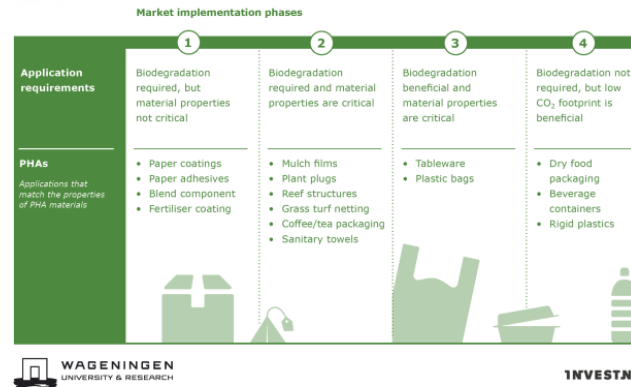 Market implementation phases
1
2
3
4
Application
requirements
Biodegradation
required, but
material properties
not critical
Biodegradation
required and material
properties are critical
Biodegradation
beneficial and
material properties
are critical
Biodegradation not
required, but low
CO₂ footprint is
beneficial
PHAs
Applications that
match the properties
of PHA materials
• Paper coatings
• Paper adhesives
• Blend component
• Fertiliser coating
• Mulch films
• Plant plugs
• Reef structures
• Grass turf netting
• Coffee/tea packaging
• Sanitary towels
• Tableware
• Plastic bags
• Dry food
packaging
• Beverage
containers
• Rigid plastics
WAGENINGEN
UNIVERSITY & RESEARCH
1NVEST.N